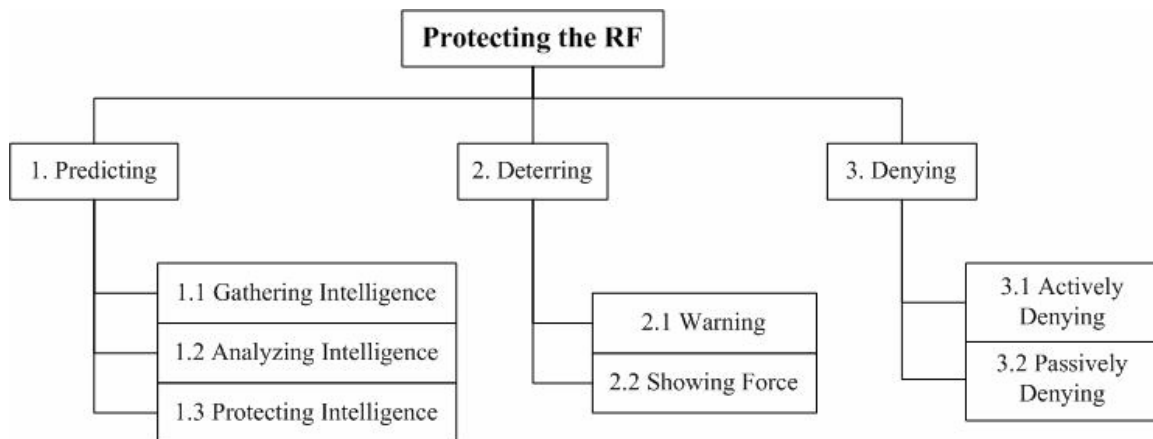 Protecting the RF
1. Predicting
2. Deterring
3. Denying
1.1 Gathering Intelligence
1.2 Analyzing Intelligence
1.3 Protecting Intelligence
2.1 Warning
2.2 Showing Force
3.1 Actively
Denying
3.2 Passively
Denying